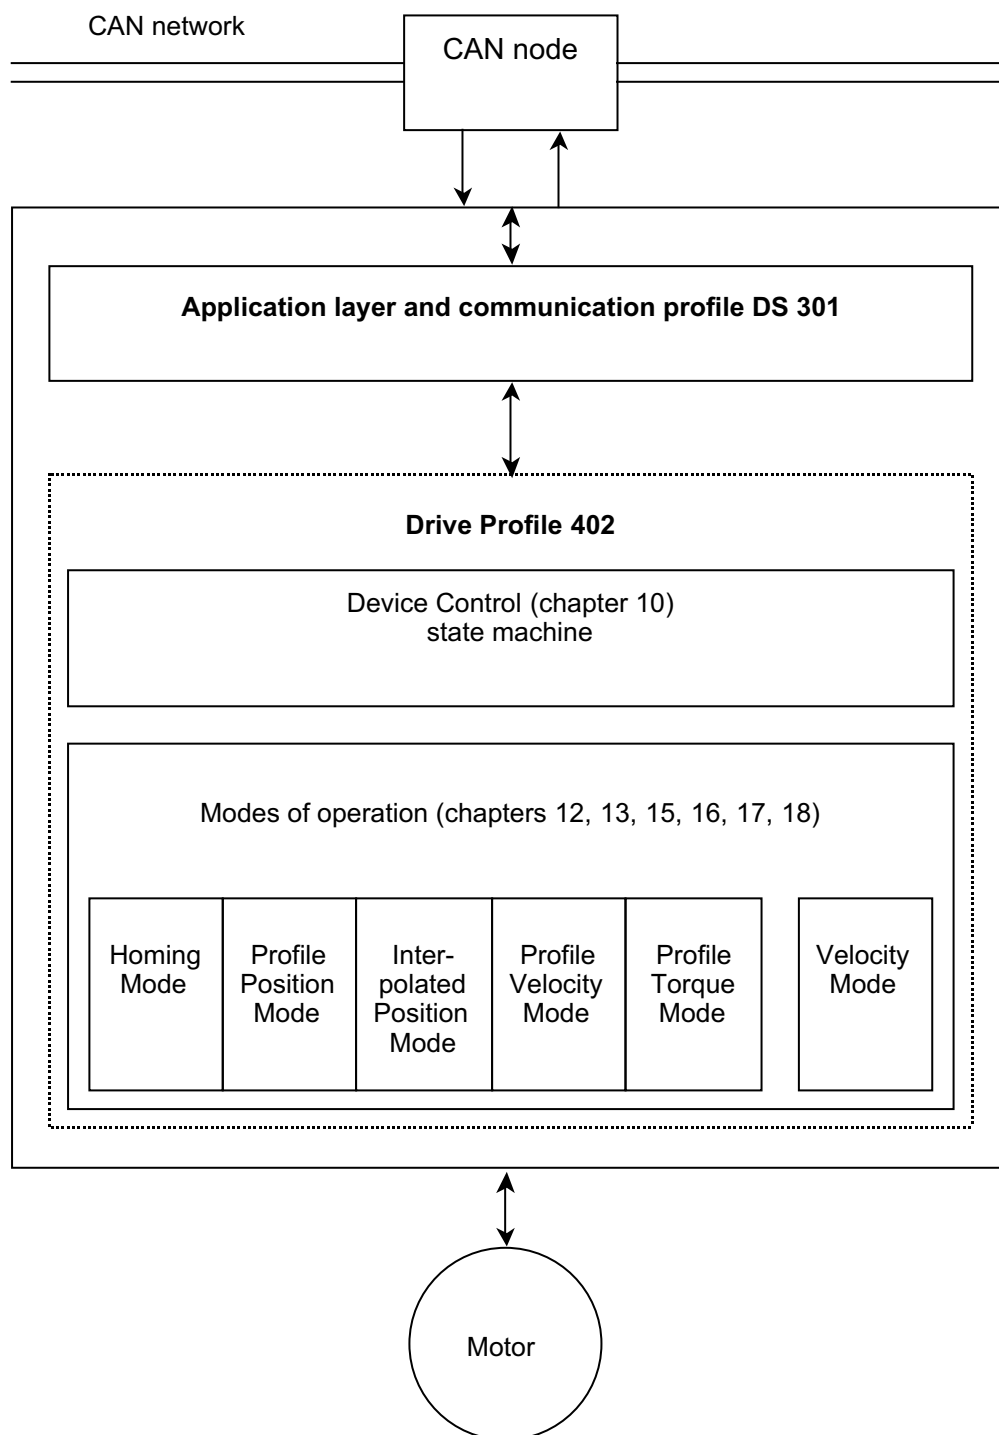 CAN network
CAN node
Application layer and communication profile DS 301
Drive Profile 402
Device Control (chapter 10)
state machine
Modes of operation (chapters 12, 13, 15, 16, 17, 18)
Homing
Mode
Profile
Position
Mode
Inter-
polated
Position
Mode
Profile
Velocity
Mode
Profile
Torque
Mode
Velocity
Mode
Motor